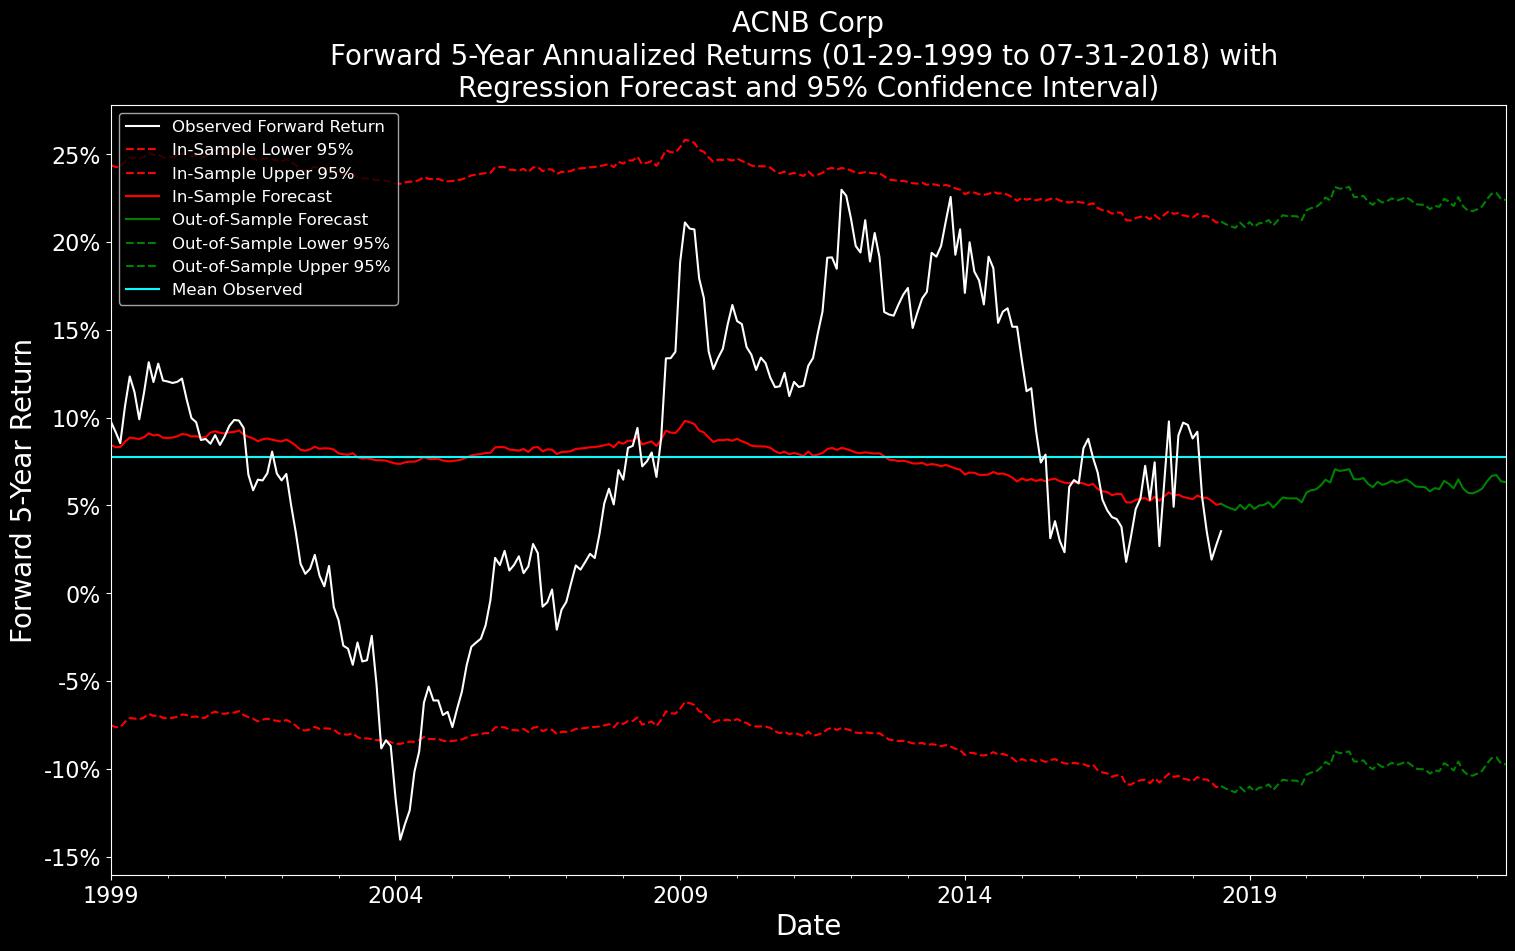 ACNB Corp
Forward 5-Year Annualized Returns (01-29-1999 to 07-31-2018) with
Regression Forecast and 95% Confidence Interval)
Observed Forward Return
In-Sample Lower 95%
In-Sample Upper 95%
In-Sample Forecast
Out-of-Sample Forecast
Out-of-Sample Lower 95%
Out-of-Sample Upper 95%
Mean Observed
Forward 5-Year Return
25%
20%
15%
10%
5%
0%
-5%
-10%
-15%
1999 2004 2009 2014 2019
Date